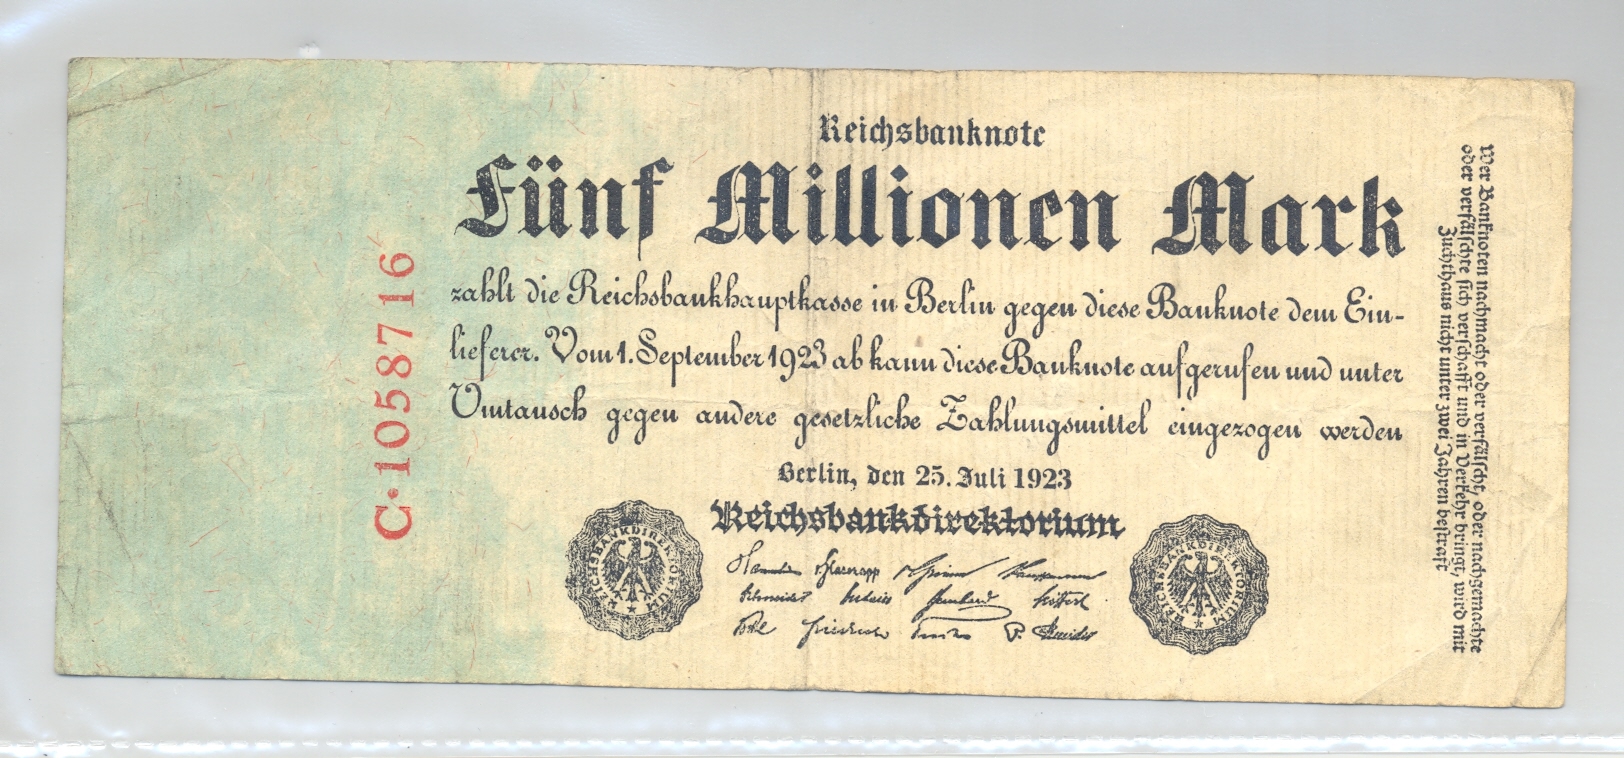 Reichsbanknote
Fünf Millionen Mark
zahlt die Reichsbankhauptkasse in Berlin gegen diese Banknote dem Ein-
lieferer. Vom 1. September 1923 ab kann diese Banknote aufgerufen und unter
Umtausch gegen andere gesetzliche Zahlungsmittel eingezogen werden
Berlin, den 25. Juli 1923
Reichsbankdirektorium
REICHSBANKDIREKTORIUM
REICHSBANKDIREKTORIUM
C·1058716
Wer Banknoten nachmacht oder verfälscht, oder nachgemachte
oder verfälschte sich verschafft und in Verkehr bringt, wird mit
Zuchthaus nicht unter zwei Jahren bestraft